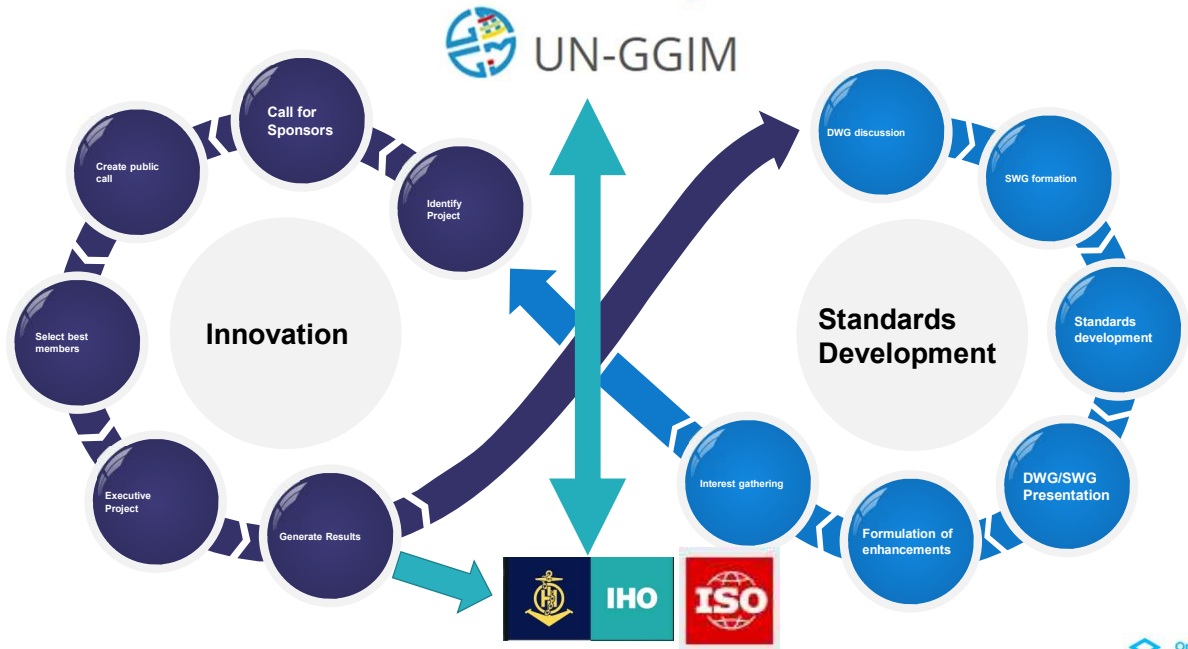 UN-GGIM
Call for
Sponsors
Create public
call
Identify
Project
Select best
members
Innovation
Executive
Project
Generate Results
DWG discussion
SWG formation
Standards
Development
Standards
development
DWG/SWG
Presentation
Formulation of
enhancements
Interest gathering
IHO
ISO